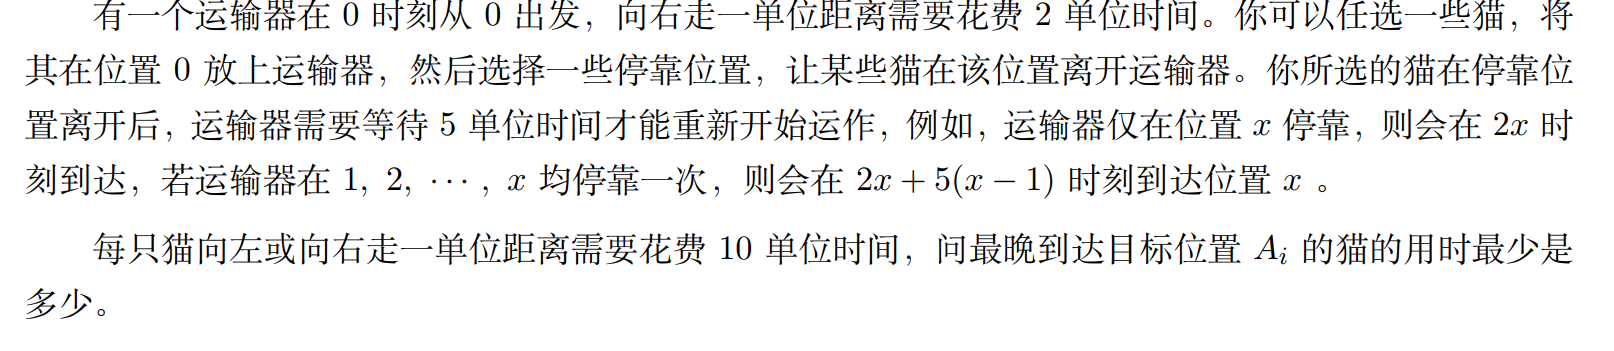 有一个运输器在 0 时刻从 0 出发，向右走一单位距离需要花费 2 单位时间。你可以任选一些猫，将
其在位置 0 放上运输器，然后选择一些停靠位置，让某些猫在该位置离开运输器。你所选的猫在停靠位
置离开后，运输器需要等待 5 单位时间才能重新开始运作，例如，运输器仅在位置 x 停靠，则会在 2x 时
刻到达，若运输器在 1, 2, ⋯ , x 均停靠一次，则会在 2x + 5(x − 1) 时刻到达位置 x 。
每只猫向左或向右走一单位距离需要花费 10 单位时间，问最晚到达目标位置 Aᵢ 的猫的用时最少是
多少。